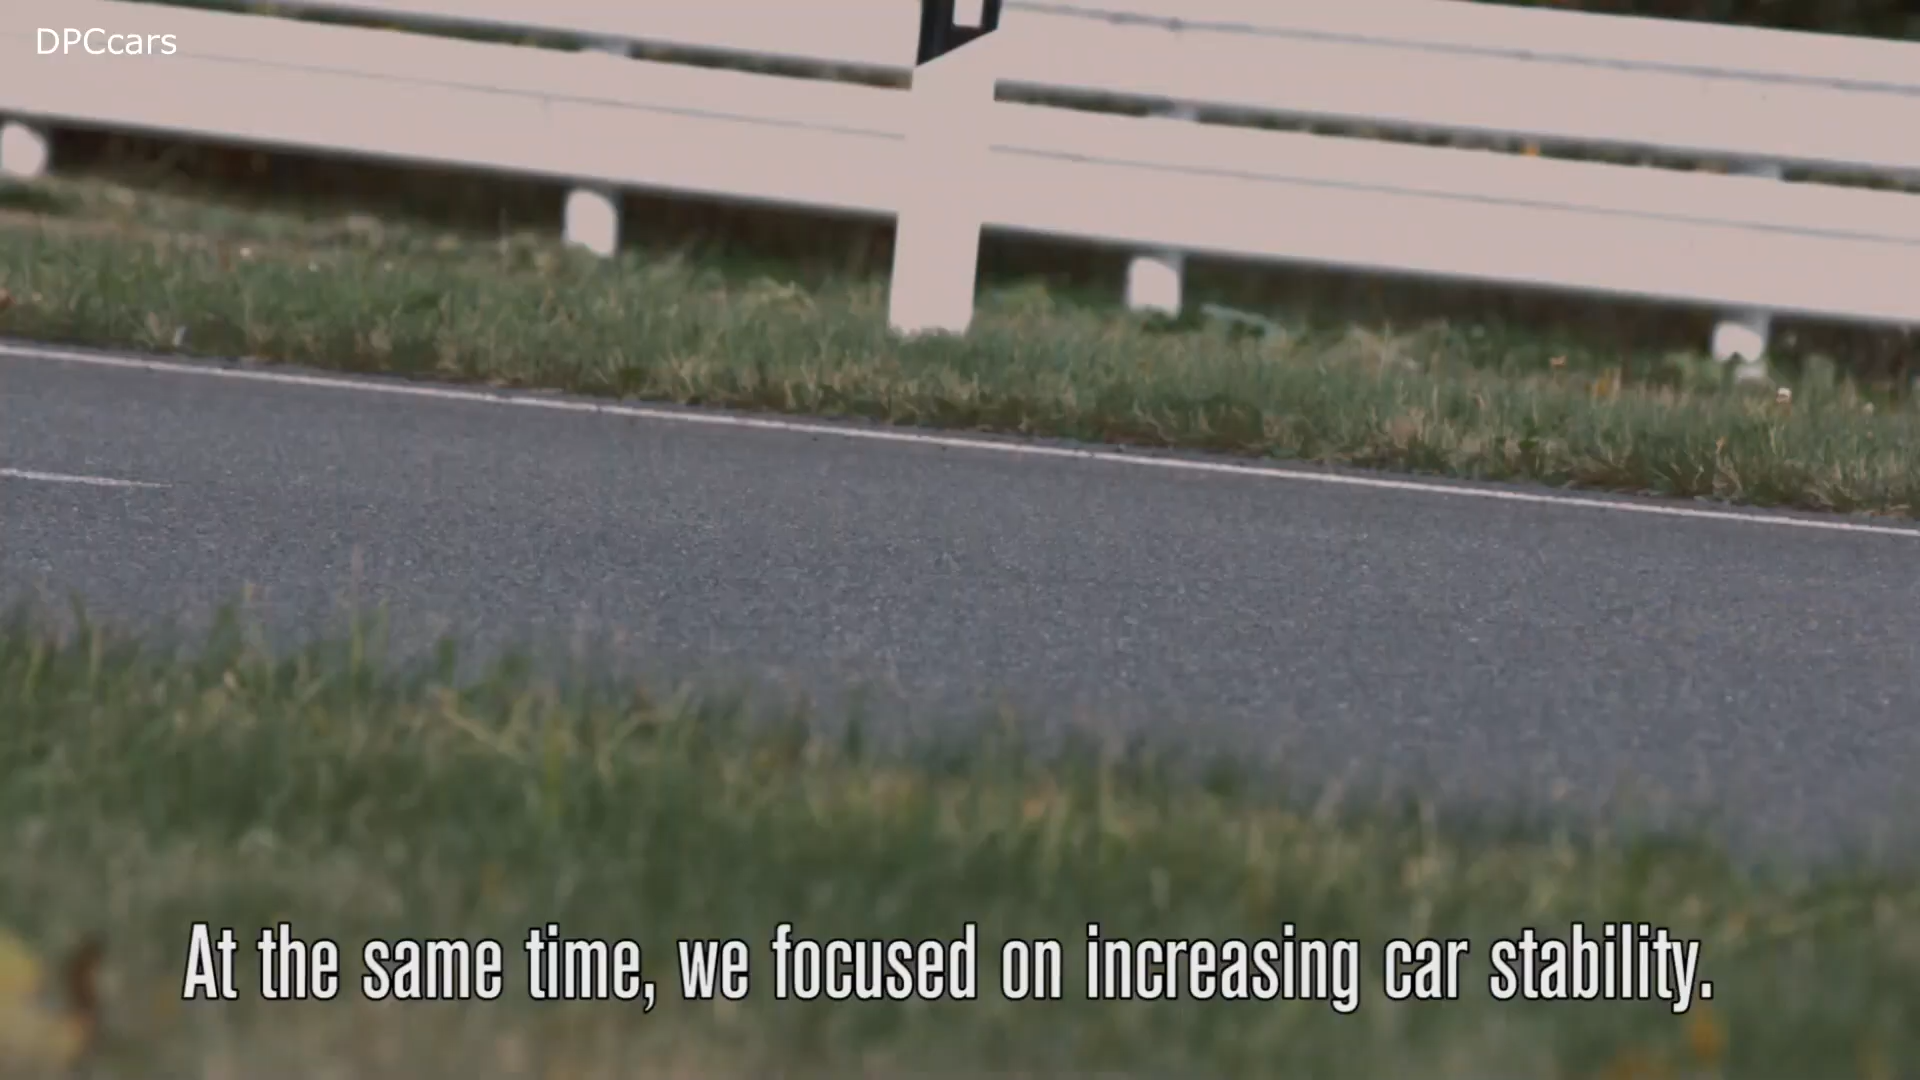 DPCcars
At the same time, we focused on increasing car stability.